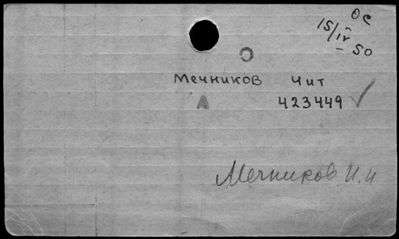 ОС
15/IV
- 50
О
Мечников Чит
А 423449 ✓
Мечников И.И